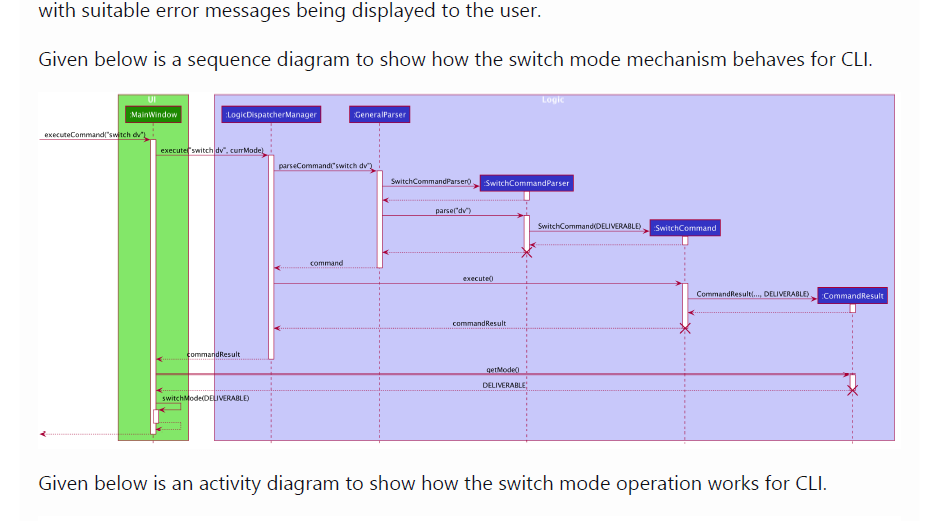 with suitable error messages being displayed to the user.
Given below is a sequence diagram to show how the switch mode mechanism behaves for CLI.
UI
Logic
:MainWindow
:LogicDispatcherManager
:GeneralParser
executeCommand("switch dv")
execute("switch dv", currMode)
parseCommand("switch dv")
SwitchCommandParser()
:SwitchCommandParser
parse("dv")
SwitchCommand(DELIVERABLE)
:SwitchCommand
command
execute()
CommandResult(..., DELIVERABLE)
:CommandResult
commandResult
commandResult
getMode()
DELIVERABLE
switchMode(DELIVERABLE)
Given below is an activity diagram to show how the switch mode operation works for CLI.